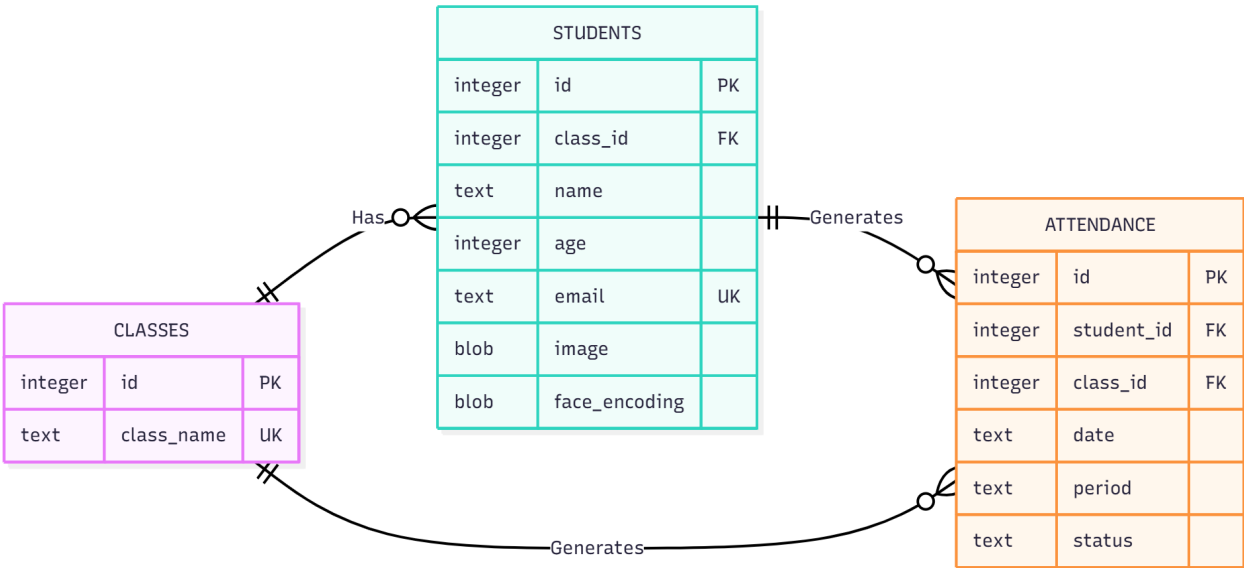 STUDENTS
integer id PK
integer class_id FK
text name
integer age
text email UK
blob image
blob face_encoding
Has
Generates
CLASSES
integer id PK
text class_name UK
ATTENDANCE
integer id PK
integer student_id FK
integer class_id FK
text date
text period
text status
Generates